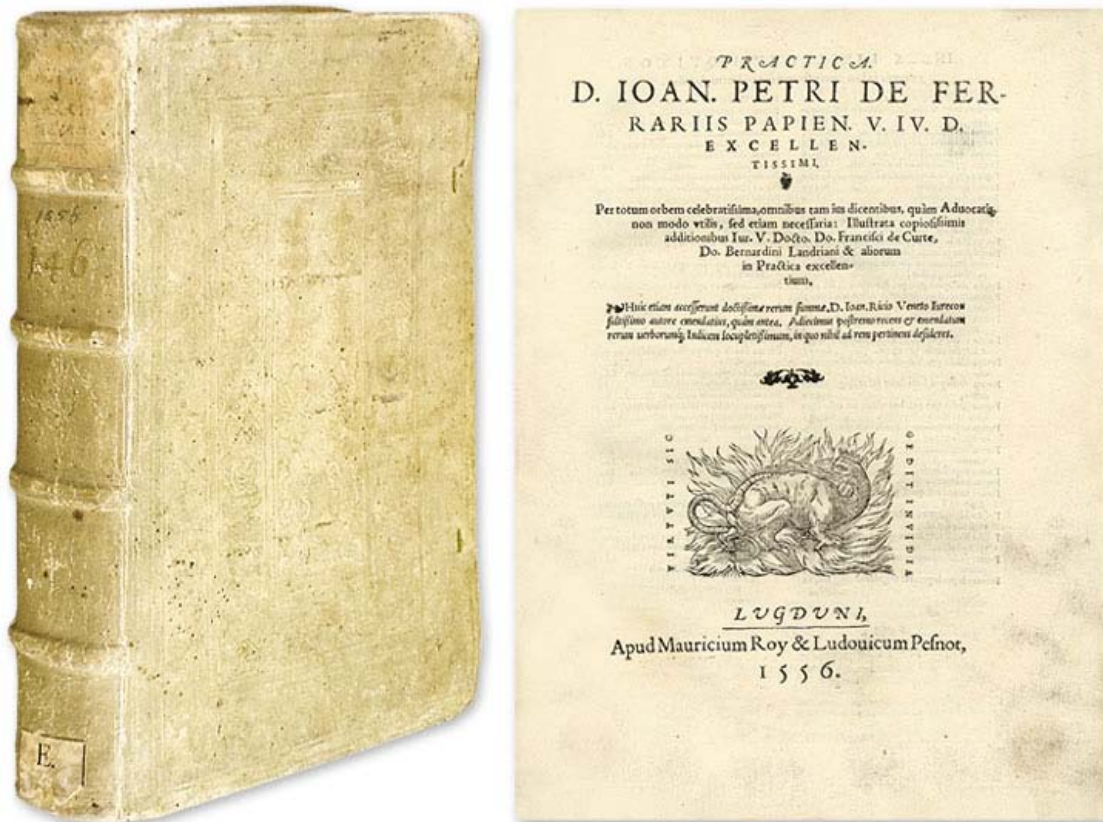 1556
146
E.
PRACTICA
D. IOAN. PETRI DE FER-
RARIIS PAPIEN. V. IV. D.
EXCELLEN-
TISSIMI,
Per totum orbem celebratissima, omnibus tam ius dicentibus, quàm Aduocatis,
non modo vtilis, sed etiam necessaria: Illustrata copiosissimis
additionibus Iur. V. Docto. Do. Francisci de Curte,
Do. Bernardini Landriani & aliorum
in Practica excellen-
tium.
Huic etiam accesserunt doctissimæ rerum summæ, D. Ioan. Ricio Veneto Iurecon
sultissimo autore emendatius, quàm antea. Adiecimus postremo recens & emendatum
rerum uerborumq; Indicem locupletissimum, in quo nihil ad rem pertinens desideres.
VIRTVTI SIC
CEDIT INVIDIA
LVGDVNI,
Apud Mauricium Roy & Ludouicum Pesnot,
1556.